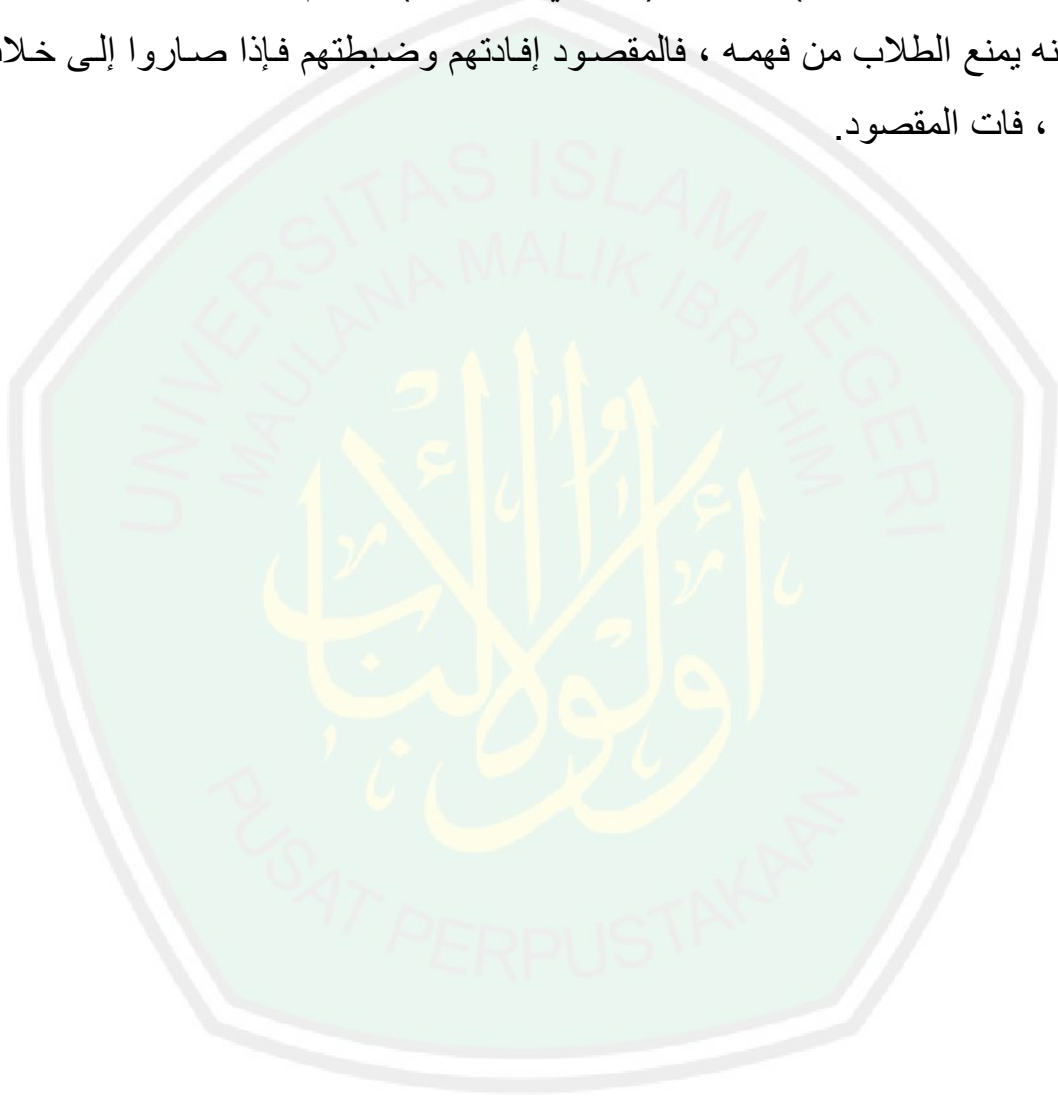 نه يمنع الطلاب من فهمه ، فالمقصود إفادتهم وضبطتهم فإذا صاروا إلى خلا
، فات المقصود.
UNIVERSITAS ISLAM NEGERI
MAULANA MALIK IBRAHIM
أولو الألباب
PUSAT PERPUSTAKAAN